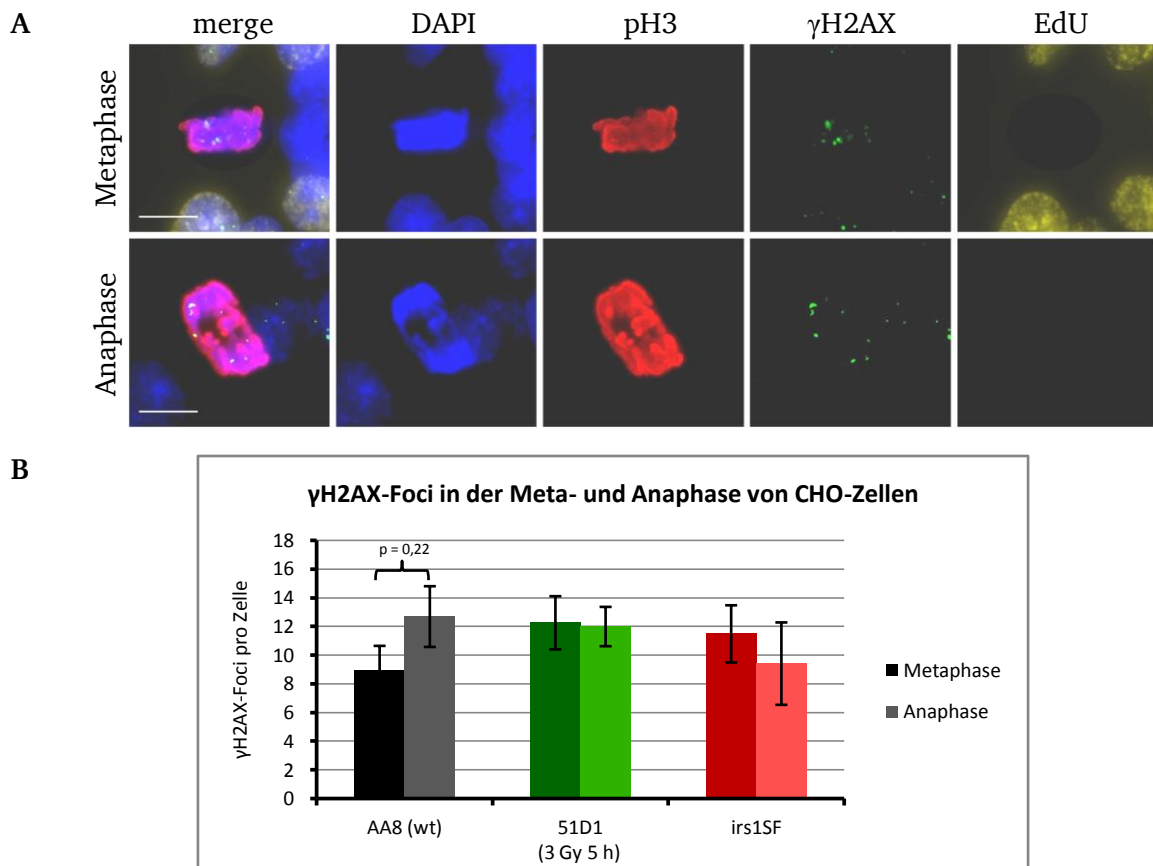 A
merge DAPI pH3 γH2AX EdU
Metaphase
Anaphase
B
γH2AX-Foci in der Meta- und Anaphase von CHO-Zellen
γH2AX-Foci pro Zelle
18
16
14
12
10
8
6
4
2
0
p = 0,22
AA8 (wt) 51D1 irs1SF
(3 Gy 5 h)
Metaphase
Anaphase